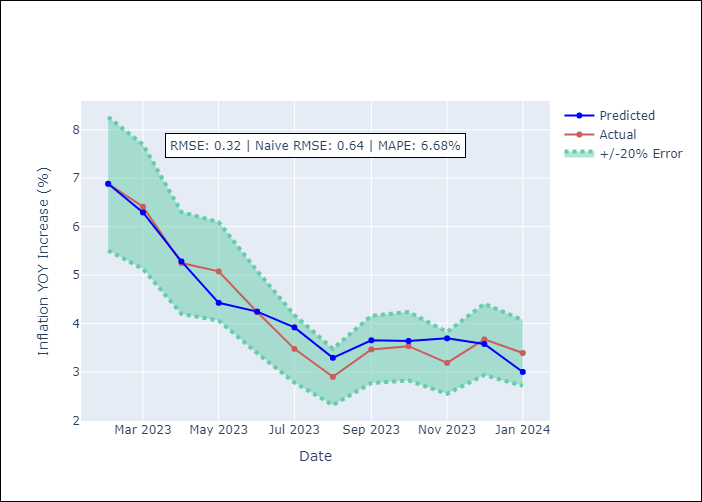 RMSE: 0.32 | Naive RMSE: 0.64 | MAPE: 6.68%
Predicted
Actual
+/-20% Error
Inflation YOY Increase (%)
8
7
6
5
4
3
2
Mar 2023 May 2023 Jul 2023 Sep 2023 Nov 2023 Jan 2024
Date